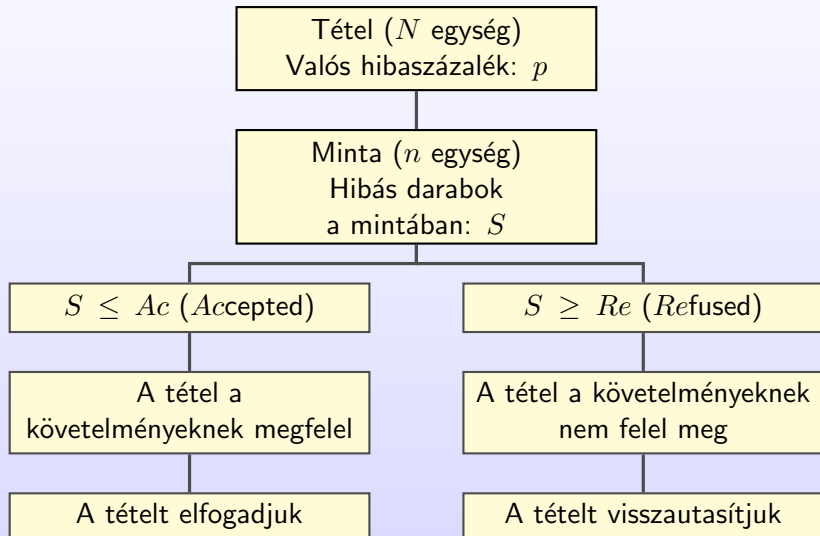 Tétel (N egység)
Valós hibaszázalék: p
Minta (n egység)
Hibás darabok
a mintában: S
S ≤ Ac (Accepted)
S ≥ Re (Refused)
A tétel a
követelményeknek megfelel
A tétel a követelményeknek
nem felel meg
A tételt elfogadjuk
A tételt visszautasítjuk